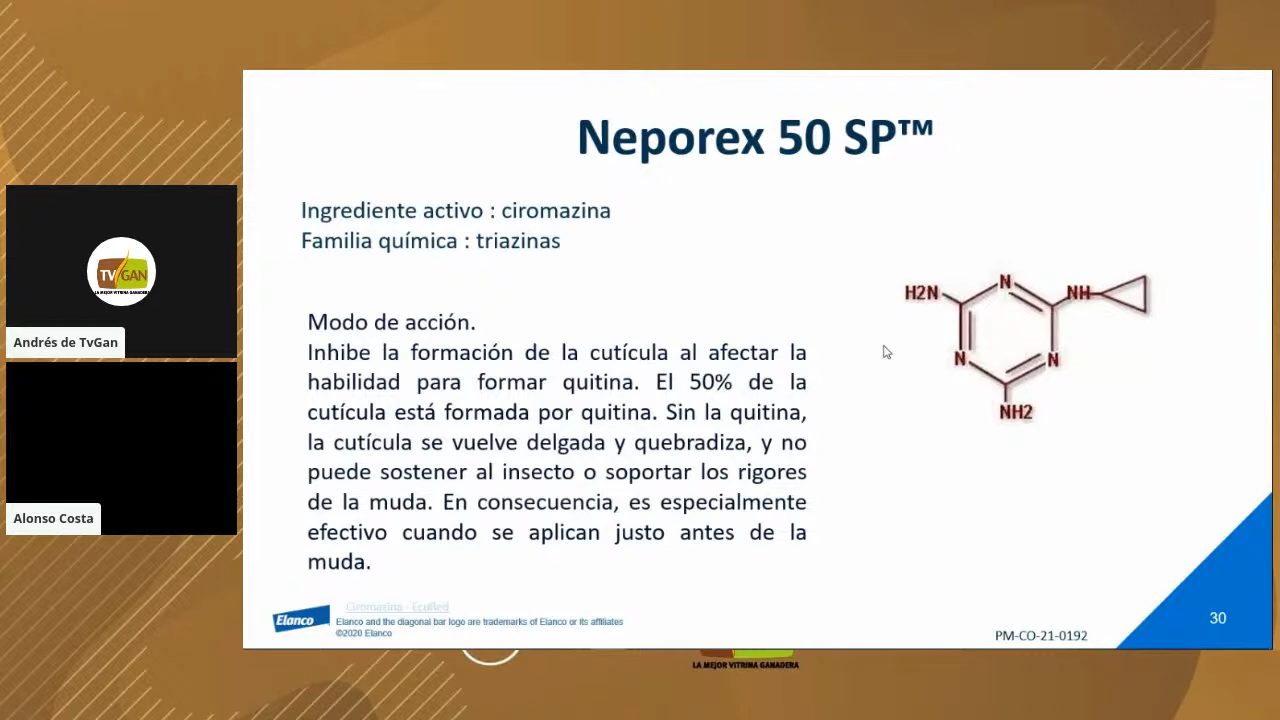 Neporex 50 SP™
Ingrediente activo : ciromazina
Familia química : triazinas
Modo de acción.
Inhibe la formación de la cutícula al afectar la
habilidad para formar quitina. El 50% de la
cutícula está formada por quitina. Sin la quitina,
la cutícula se vuelve delgada y quebradiza, y no
puede sostener al insecto o soportar los rigores
de la muda. En consecuencia, es especialmente
efectivo cuando se aplican justo antes de la
muda.
H2N
N
NH
N
N
NH2
TV GAN
LA MEJOR VITRINA GANADERA
Andrés de TvGan
Alonso Costa
Elanco
Ciromazina - EcuRed
Elanco and the diagonal bar logo are trademarks of Elanco or its affiliates
©2020 Elanco
PM-CO-21-0192
30
LA MEJOR VITRINA GANADERA